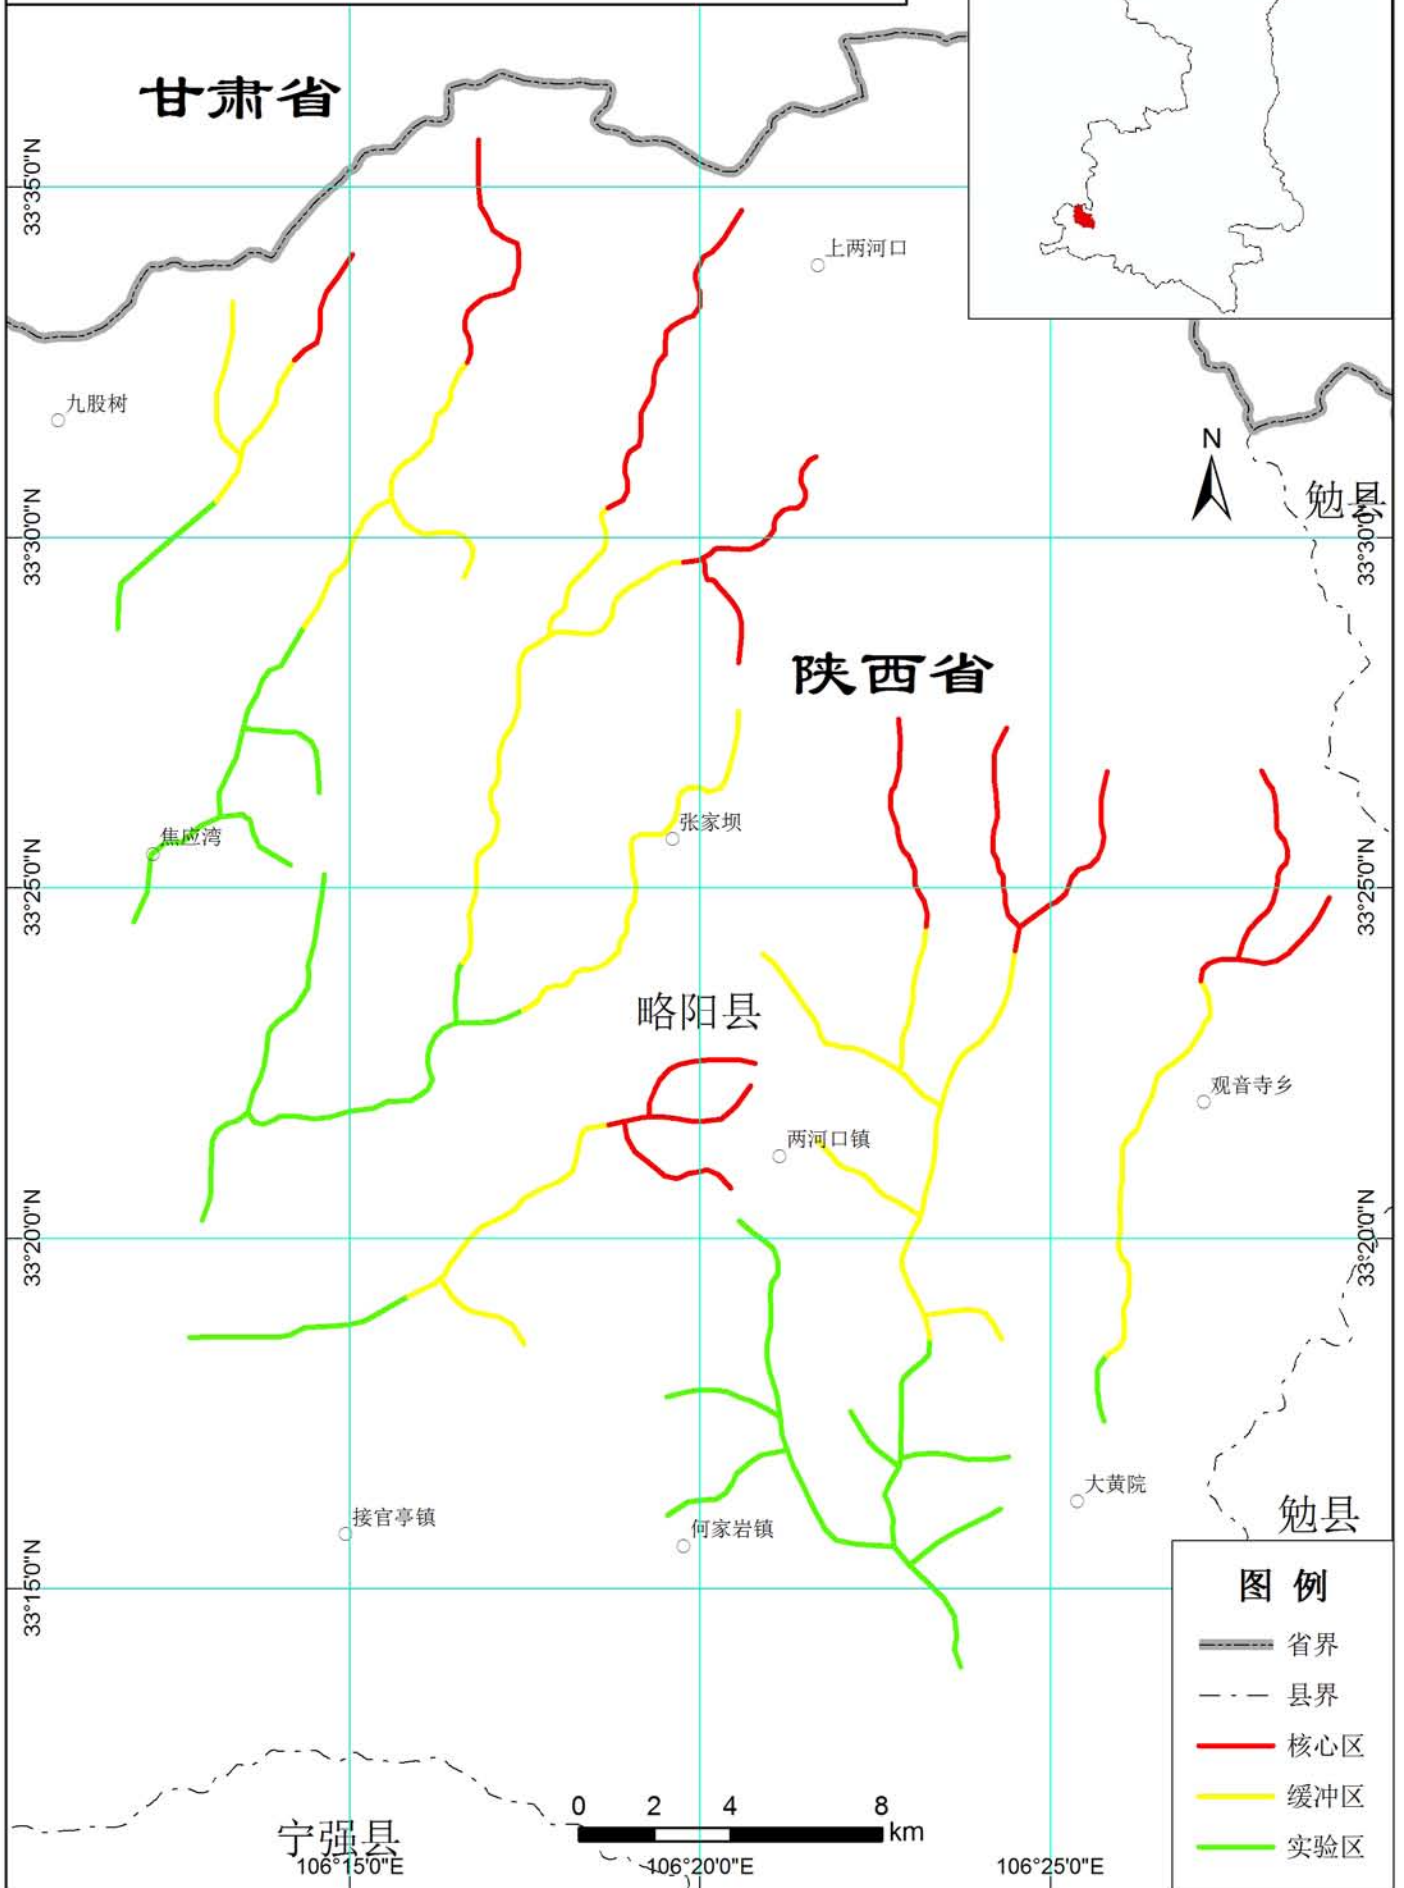 甘肃省
33°35'0"N
上两河口
九股树
N
勉县
33°30'0"N
33°30'0"N
陕西省
张家坝
焦应湾
33°25'0"N
33°25'0"N
略阳县
观音寺乡
两河口镇
33°20'0"N
33°20'0"N
大黄院
接官亭镇
何家岩镇
勉县
33°15'0"N
图 例
省界
县界
核心区
缓冲区
实验区
0 2 4 8
km
宁强县
106°15'0"E
106°20'0"E
106°25'0"E